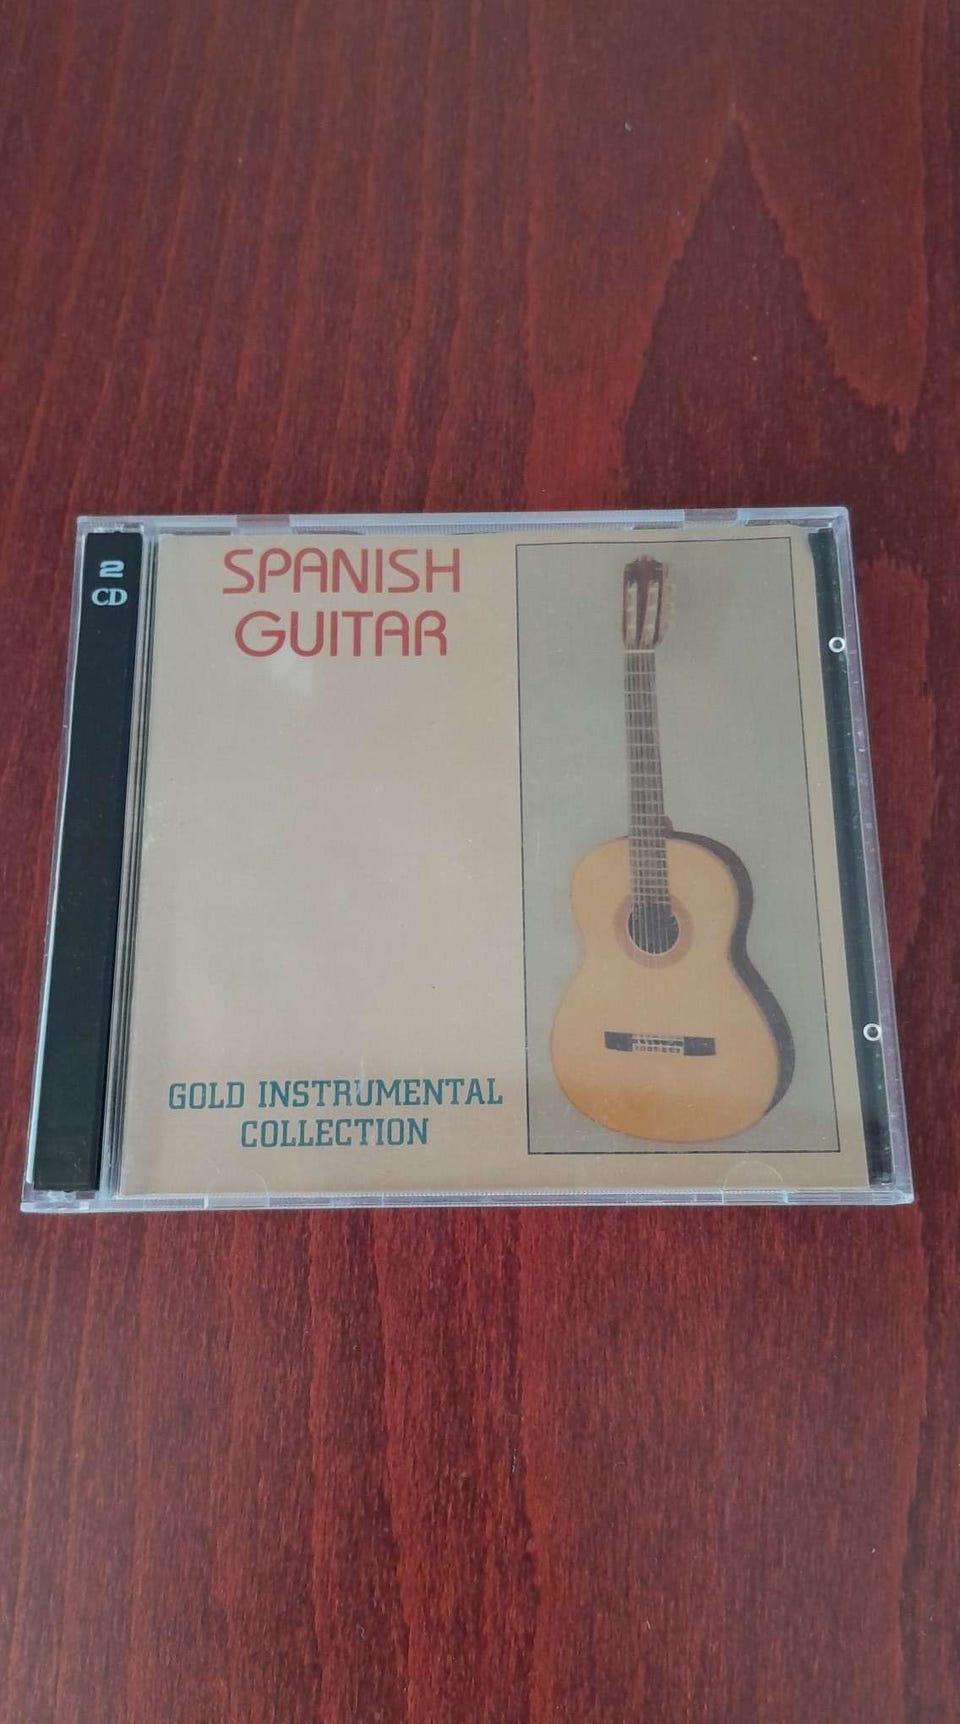 2
CD
SPANISH
GUITAR
GOLD INSTRUMENTAL
COLLECTION